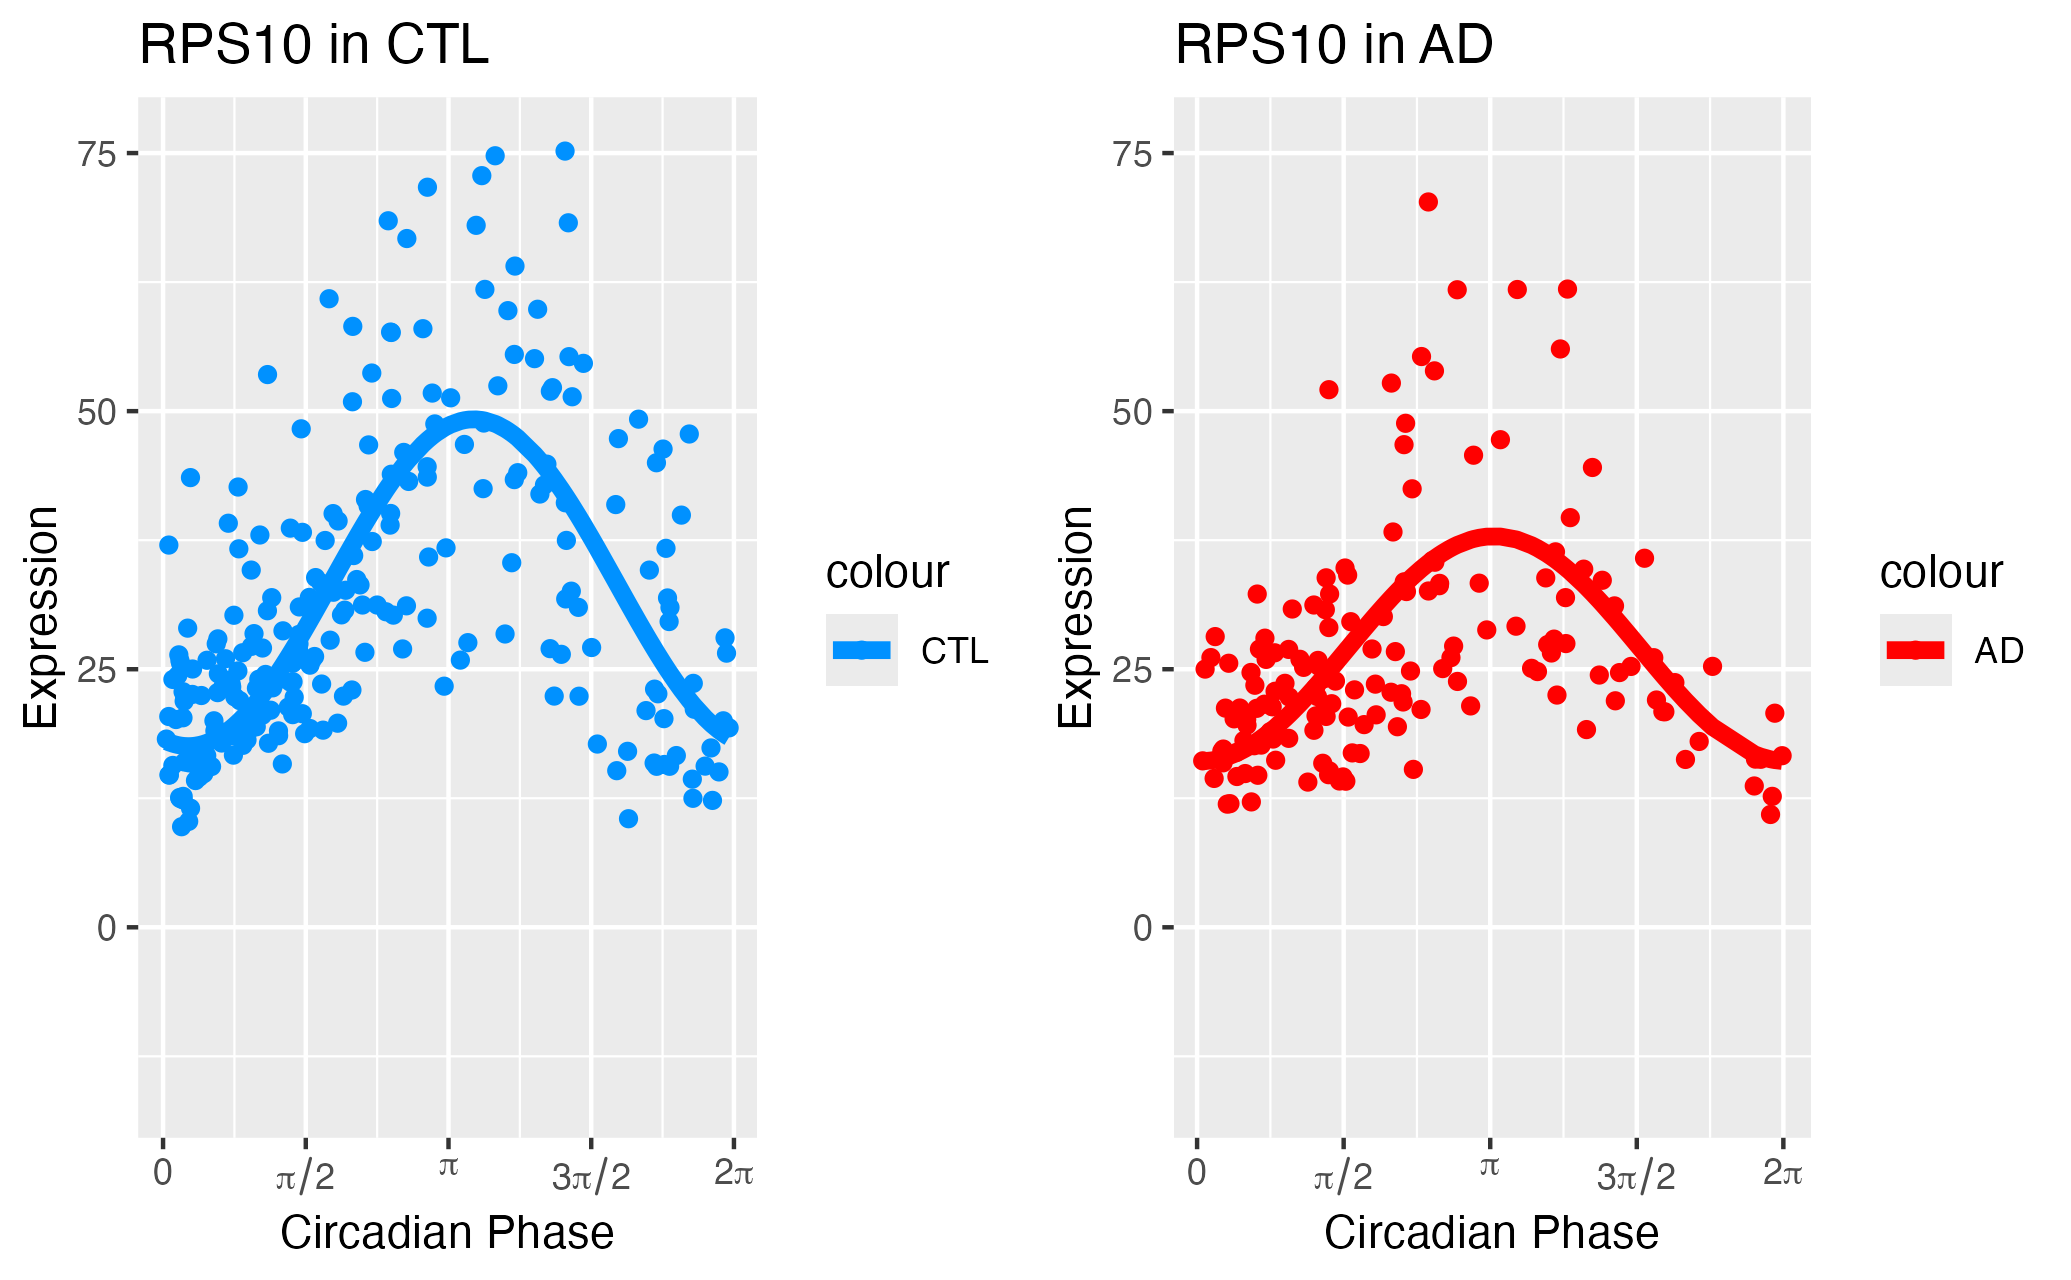 RPS10 in CTL
75
50
25
0
Expression
0
π/2
π
3π/2
2π
Circadian Phase
colour
CTL
RPS10 in AD
75
50
25
0
Expression
0
π/2
π
3π/2
2π
Circadian Phase
colour
AD